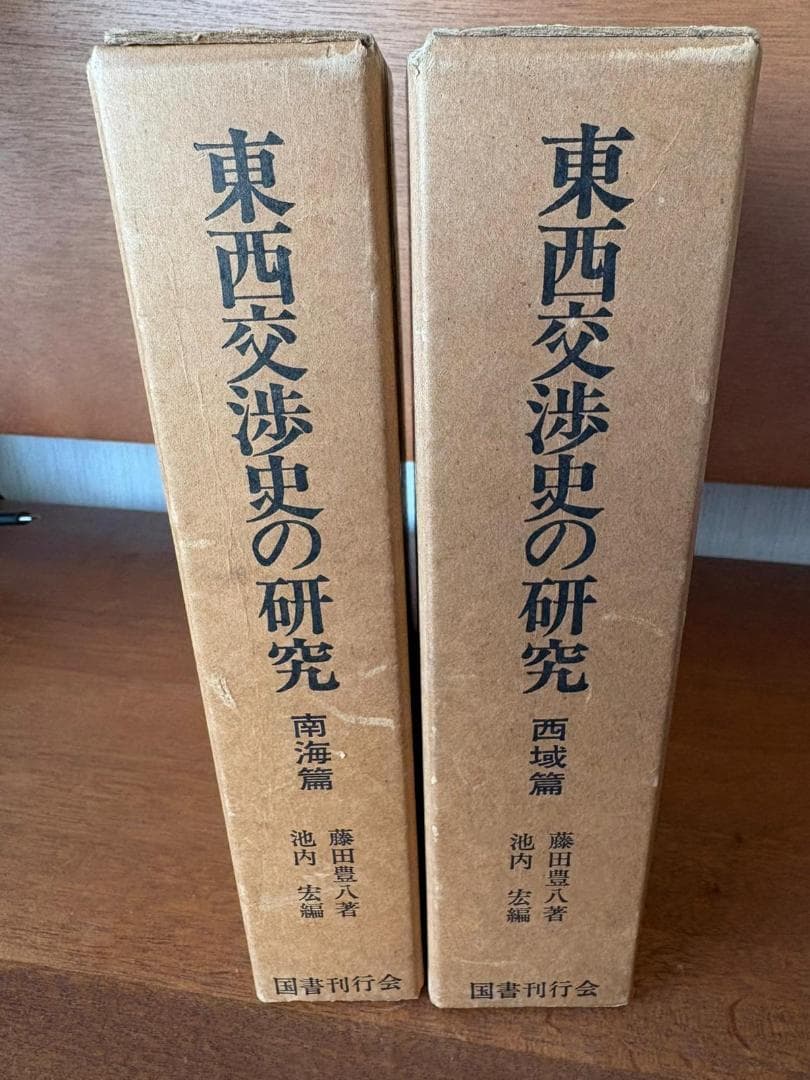 東西交渉史の研究
南海篇
藤田豊八著
池内 宏編
国書刊行会
東西交渉史の研究
西域篇
藤田豊八著
池内 宏編
国書刊行会